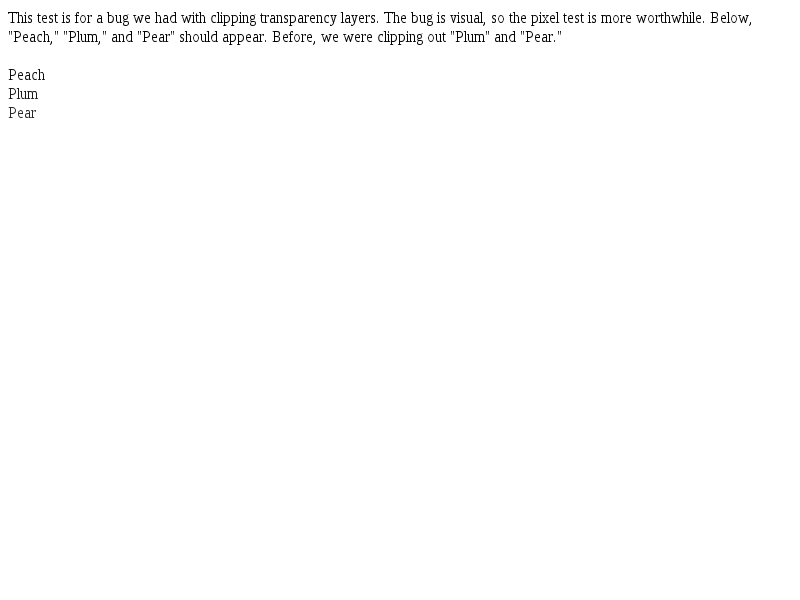 This test is for a bug we had with clipping transparency layers. The bug is visual, so the pixel test is more worthwhile. Below,
"Peach," "Plum," and "Pear" should appear. Before, we were clipping out "Plum" and "Pear."
Peach
Plum
Pear